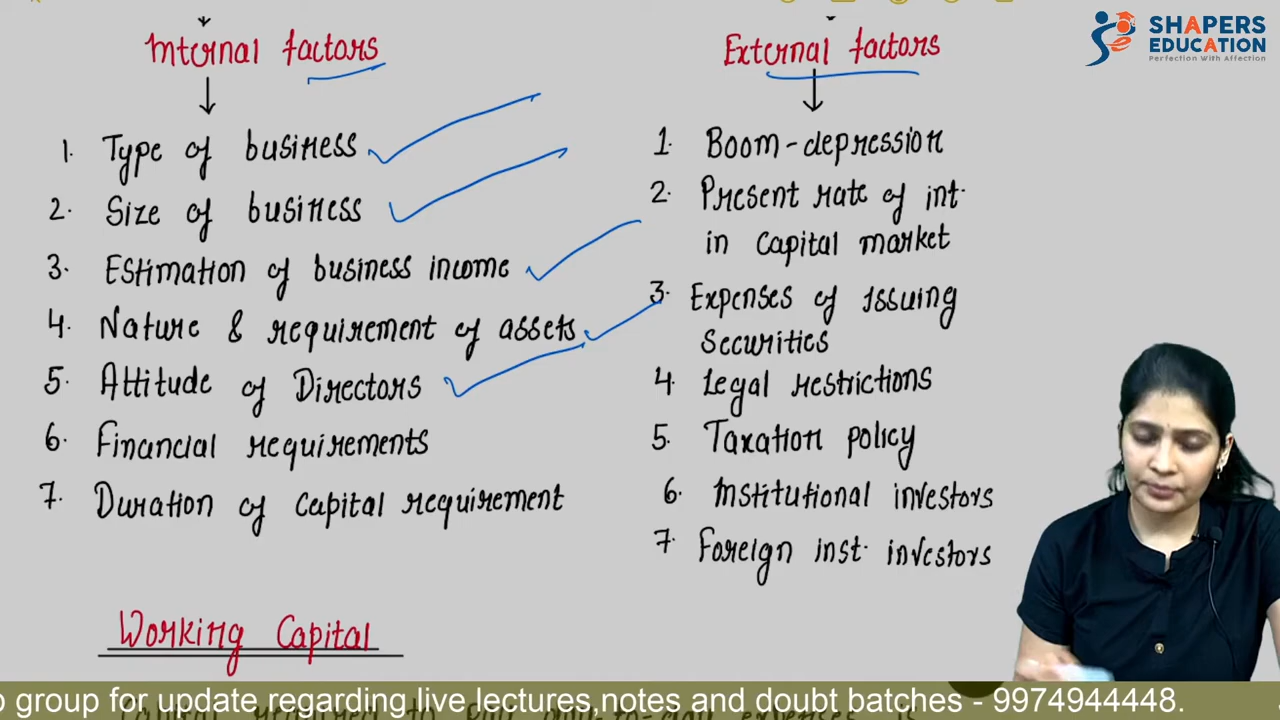 Internal factors
1. Type of business
2. Size of business
3. Estimation of business income
4. Nature & requirement of assets
5. Attitude of Directors
6. Financial requirements
7. Duration of capital requirement
External factors
1. Boom-depression
2. Present rate of int.
in capital market
3. Expenses of issuing
securities
4. Legal restrictions
5. Taxation policy
6. Institutional investors
7. Foreign inst. investors
Working Capital
SHAPERS
EDUCATION
Perfection With Affection
group for update regarding live lectures,notes and doubt batches - 9974944448.